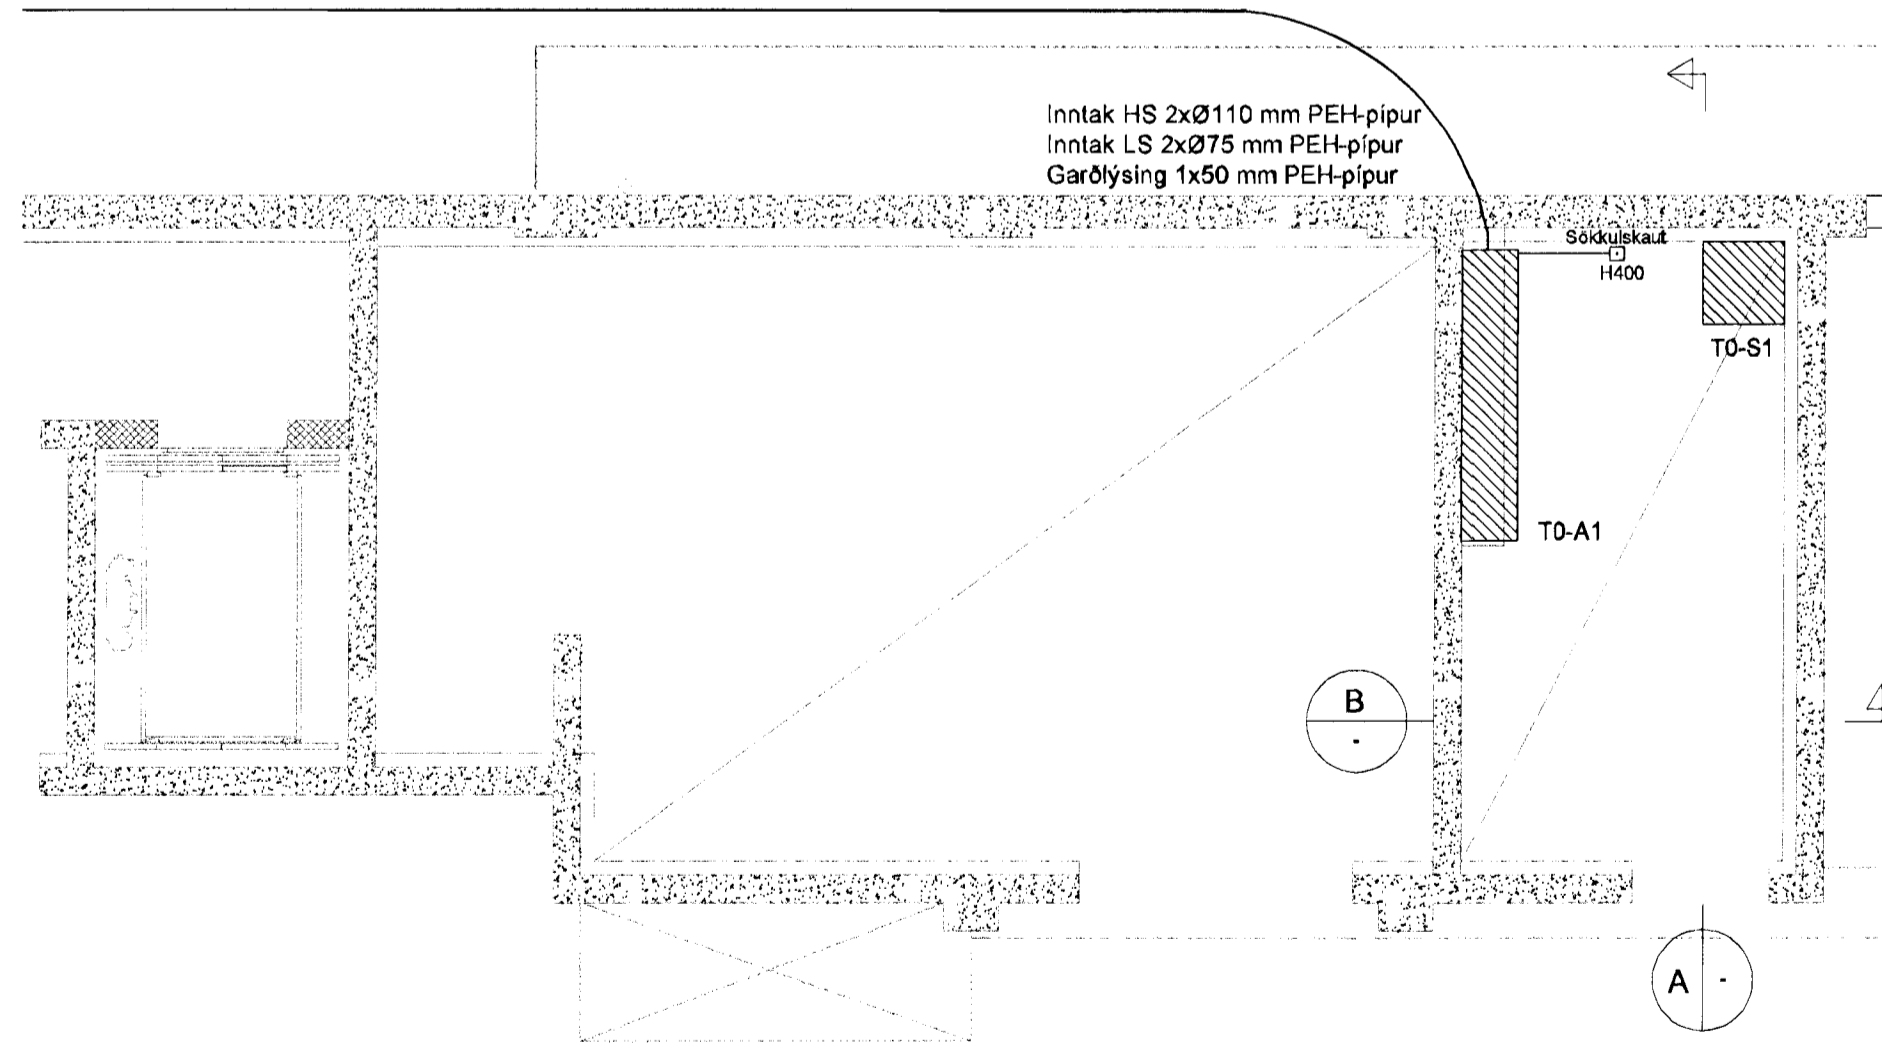 Inntak HS 2xØ110 mm PEH-pípur
Inntak LS 2xØ75 mm PEH-pípur
Garðlýsing 1x50 mm PEH-pípur
Sökkulskaut
H400
T0-S1
T0-A1
B
-
A -